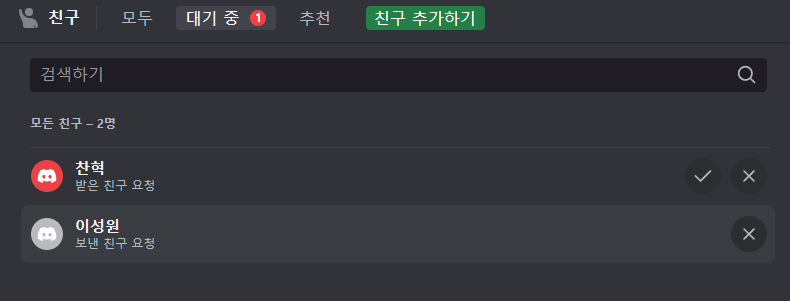 친구 모두 대기 중 1 추천 친구 추가하기
검색하기
모든 친구 – 2명
찬혁
받은 친구 요청
이성원
보낸 친구 요청